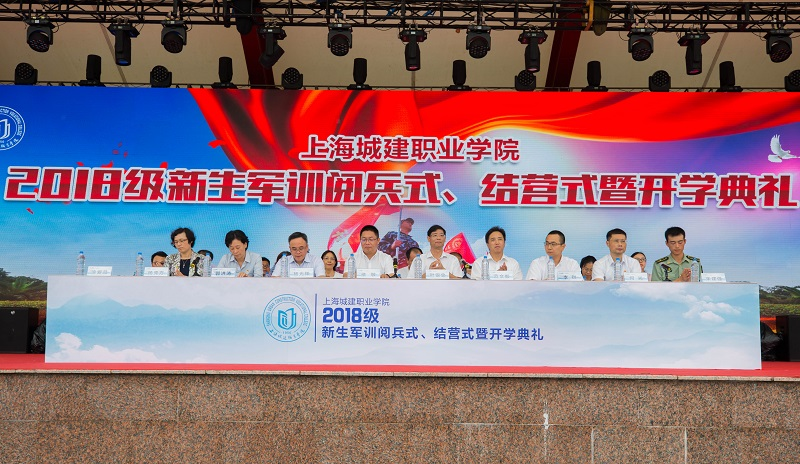 上海城建职业学院
2018级新生军训阅兵式、结营式暨开学典礼
上海城建职业学院
2018级
新生军训阅兵式、结营式暨开学典礼